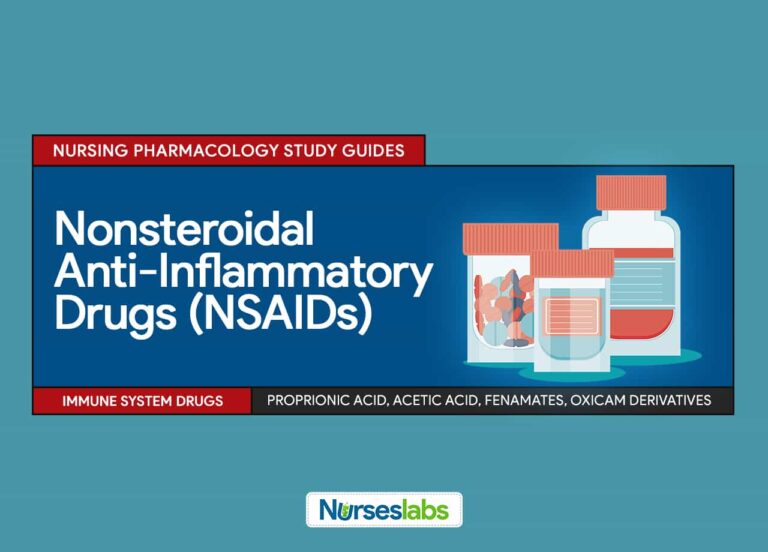 NURSING PHARMACOLOGY STUDY GUIDES
Nonsteroidal
Anti-Inflammatory
Drugs (NSAIDs)
IMMUNE SYSTEM DRUGS
PROPRIONIC ACID, ACETIC ACID, FENAMATES, OXICAM DERIVATIVES
Nurseslabs